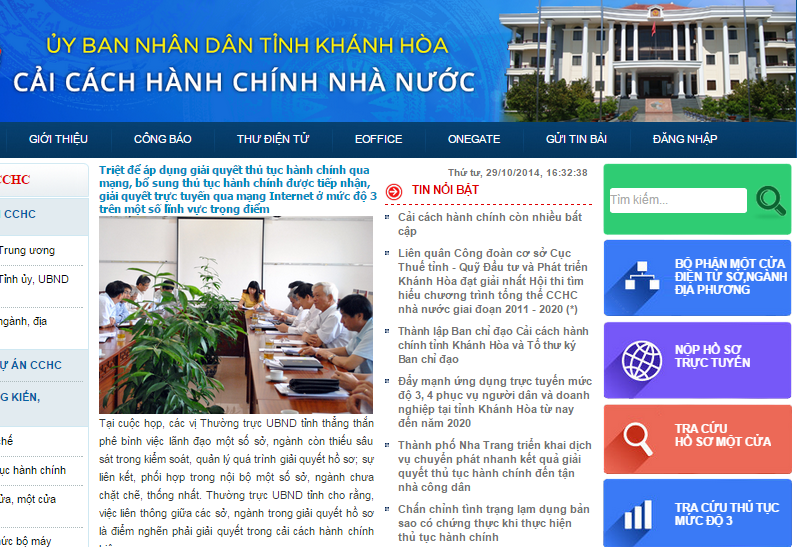 ỦY BAN NHÂN DÂN TỈNH KHÁNH HÒA
CẢI CÁCH HÀNH CHÍNH NHÀ NƯỚC
GIỚI THIỆU
CÔNG BÁO
THƯ ĐIỆN TỬ
EOFFICE
ONEGATE
GỬI TIN BÀI
ĐĂNG NHẬP
CCHC
CCHC
Trung ương
Tỉnh ủy, UBND
ngành, địa
Ự ÁN CCHC
G KIẾN,
chế
tục hành chính
cửa, một cửa
hức bộ máy
Triệt để áp dụng giải quyết thủ tục hành chính qua
mạng, bổ sung thủ tục hành chính được tiếp nhận,
giải quyết trực tuyến qua mạng Internet ở mức độ 3
trên một số lĩnh vực trọng điểm
Tại cuộc họp, các vị Thường trực UBND tỉnh thẳng thắn
phê bình việc lãnh đạo một số sở, ngành còn thiếu sâu
sát trong kiểm soát, quản lý quá trình giải quyết hồ sơ; sự
liên kết, phối hợp trong nội bộ một số sở, ngành chưa
chặt chẽ, thống nhất. Thường trực UBND tỉnh cho rằng,
việc liên thông giữa các sở, ngành trong giải quyết hồ sơ
là điểm nghẽn phải giải quyết trong cải cách hành chính
Thứ tư, 29/10/2014, 16:32:38
TIN NỔI BẬT
Cải cách hành chính còn nhiều bất
cập
Liên quân Công đoàn cơ sở Cục
Thuế tỉnh - Quỹ Đầu tư và Phát triển
Khánh Hòa đạt giải nhất Hội thi tìm
hiểu chương trình tổng thể CCHC
nhà nước giai đoạn 2011 - 2020 (*)
Thành lập Ban chỉ đạo Cải cách hành
chính tỉnh Khánh Hòa và Tổ thư ký
Ban chỉ đạo
Đẩy mạnh ứng dụng trực tuyến mức
độ 3, 4 phục vụ người dân và doanh
nghiệp tại tỉnh Khánh Hòa từ nay
đến năm 2020
Thành phố Nha Trang triển khai dịch
vụ chuyển phát nhanh kết quả giải
quyết thủ tục hành chính đến tận
nhà công dân
Chấn chỉnh tình trạng lạm dụng bản
sao có chứng thực khi thực hiện
thủ tục hành chính
Tìm kiếm...
BỘ PHẬN MỘT CỬA
ĐIỆN TỬ SỞ,NGÀNH
ĐỊA PHƯƠNG
NỘP HỒ SƠ
TRỰC TUYẾN
TRA CỨU
HỒ SƠ MỘT CỬA
TRA CỨU THỦ TỤC
MỨC ĐỘ 3